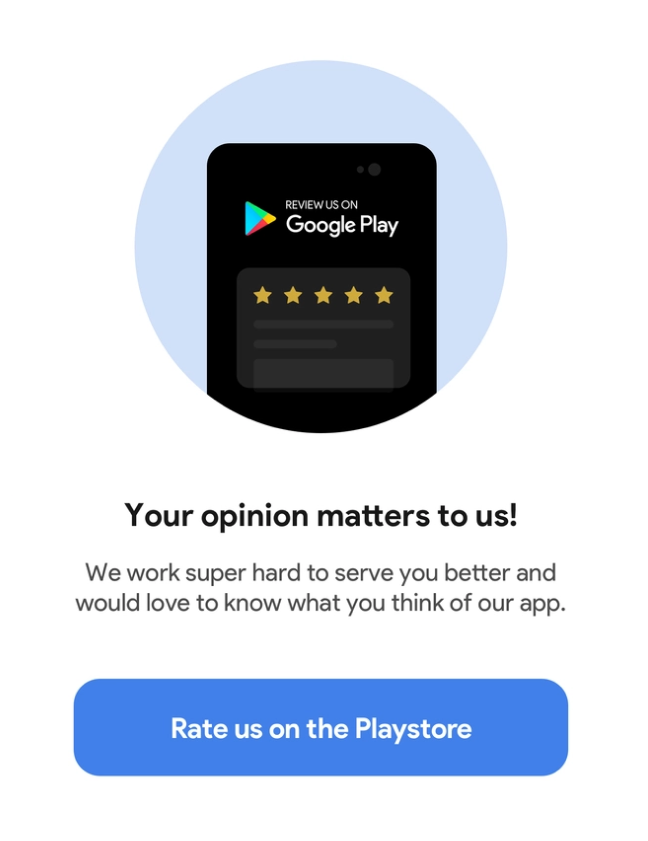 REVIEW US ON
Google Play
Your opinion matters to us!
We work super hard to serve you better and
would love to know what you think of our app.
Rate us on the Playstore